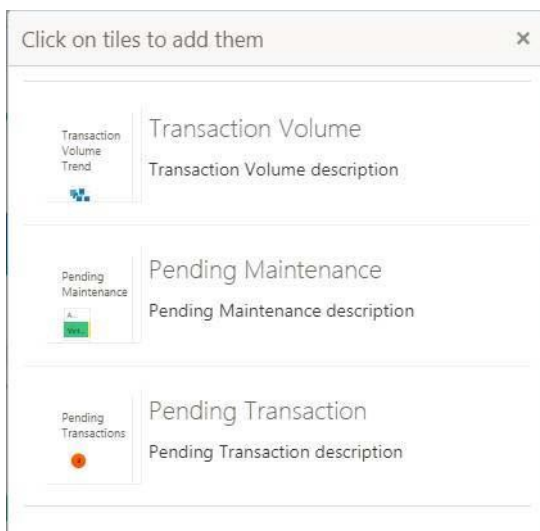 Click on tiles to add them
×
Transaction
Volume
Trend
Transaction Volume
Transaction Volume description
Pending
Maintenance
A...
Pending Maintenance
Pending Maintenance description
Pending
Transactions
Pending Transaction
Pending Transaction description